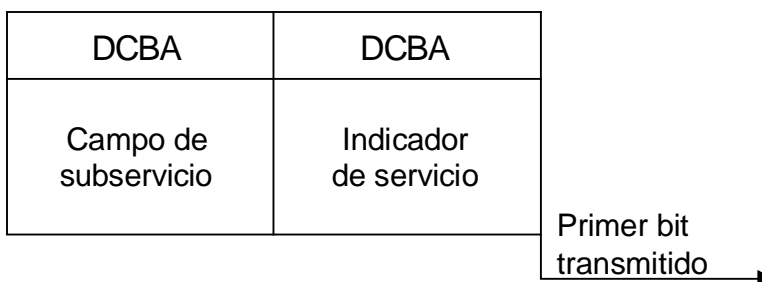 DCBA DCBA
Campo de
subservicio
Indicador
de servicio
Primer bit
transmitido